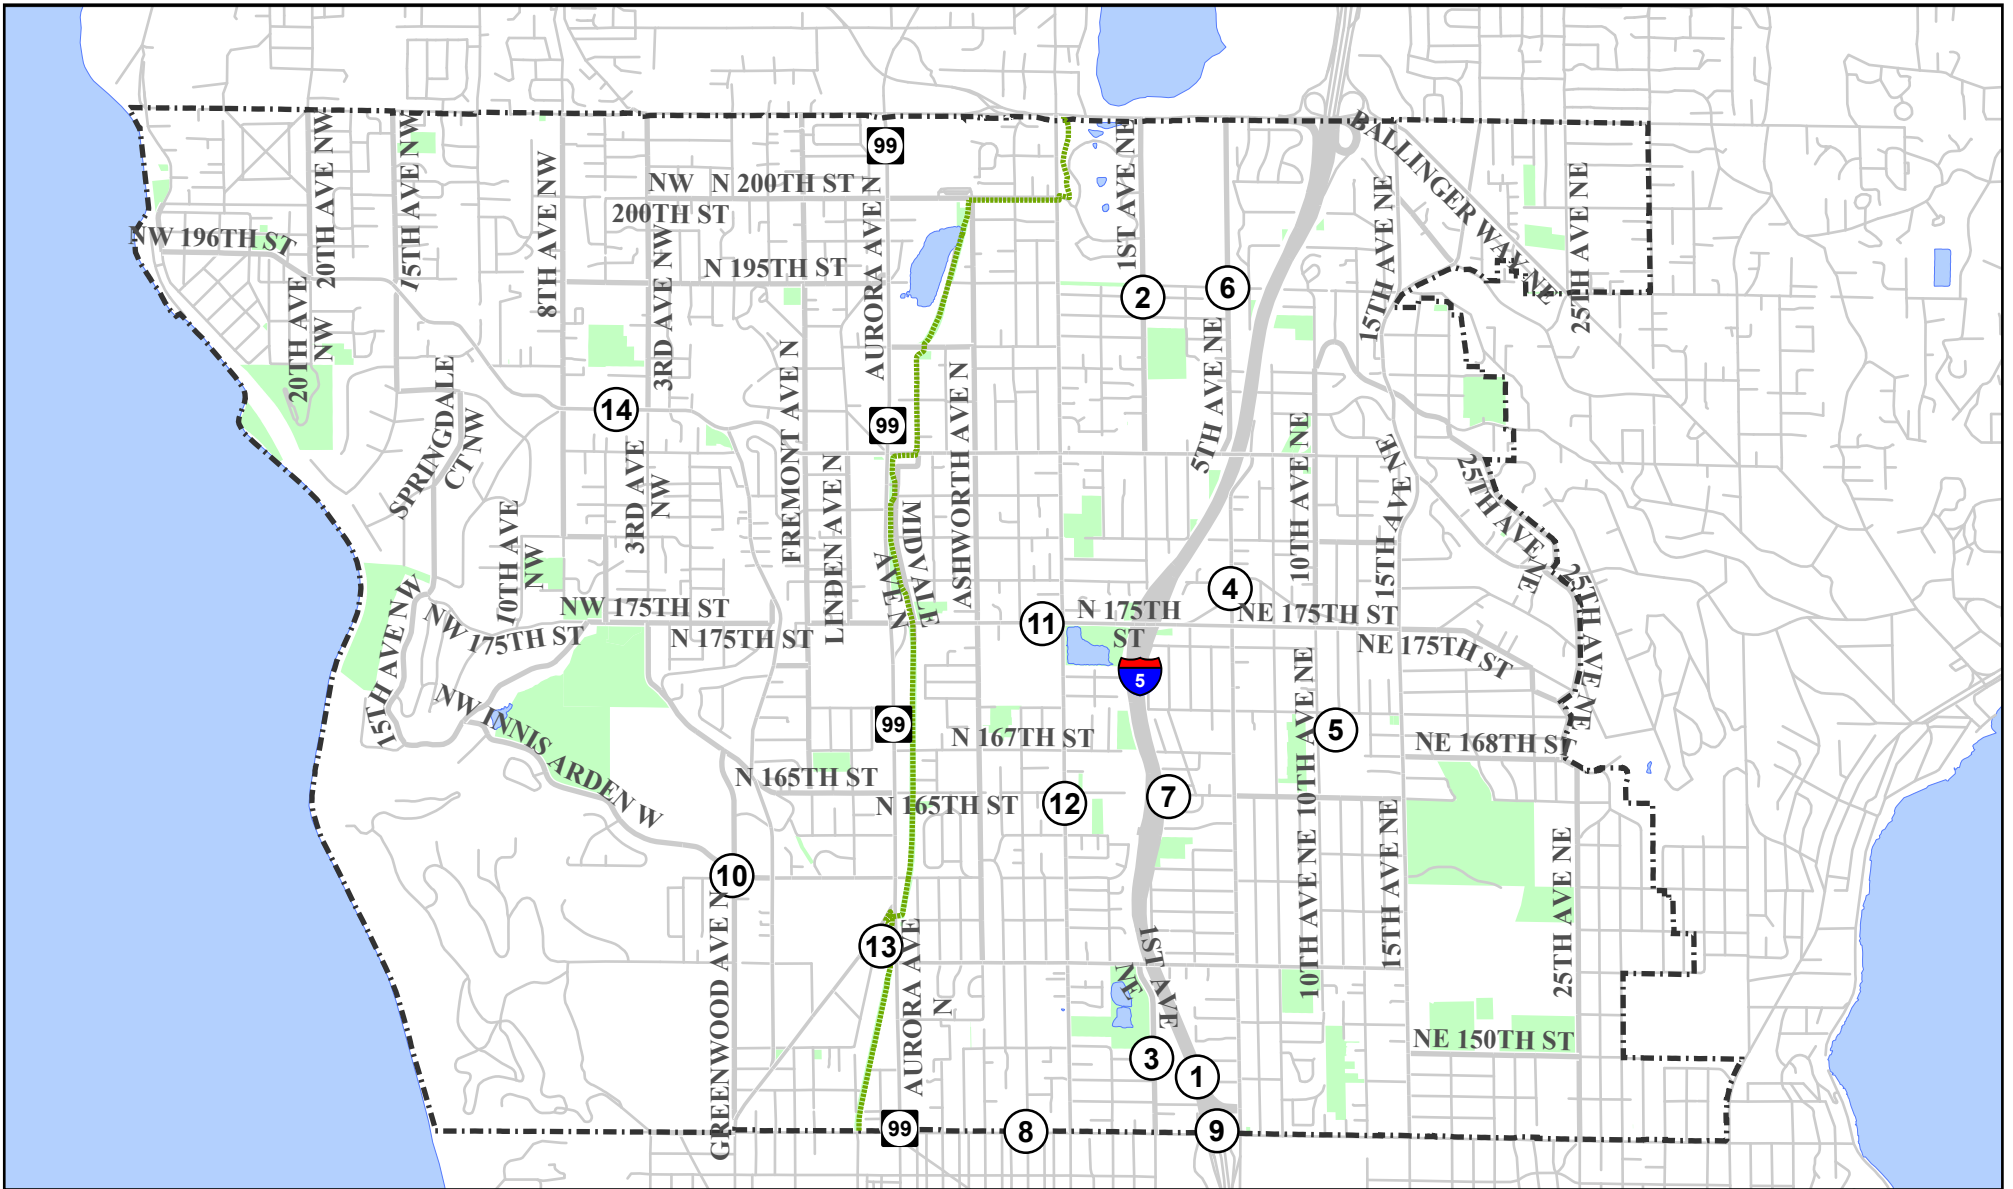 BALLINGER WAY NE
20TH AVE NW
15TH AVE NW
8TH AVE NW
99
1ST AVE NE
NW
200TH ST
N 200TH ST
AURORA AVE N
15TH AVE NE
25TH AVE NE
NW 196TH ST
3RD AVE NW
N 195TH ST
2
6
20TH AVE
NW
SPRINGDALE
CT NW
14
FREMONT AVE N
99
ASHWORTH AVE N
5TH AVE NE
10TH AVE NE
15TH AVE NE
25TH AVE NE
3RD AVE
NW
LINDEN AVE N
MIDVALE
AVE N
10TH AVE
NW
4
25TH AVE NE
15TH AVE NW
NW 175TH ST
NW 175TH ST
N 175TH ST
11
N 175TH
ST
NE 175TH ST
NE 175TH ST
5
NW INNIS ARDEN W
99
N 167TH ST
10TH AVE NE
5
NE 168TH ST
N 165TH ST
N 165TH ST
12
7
10TH AVE NE
15TH AVE NE
25TH AVE NE
10
GREENWOOD AVE N
13
AURORA AVE
N
1ST AVE
NE
NE 150TH ST
3
1
99
8
9